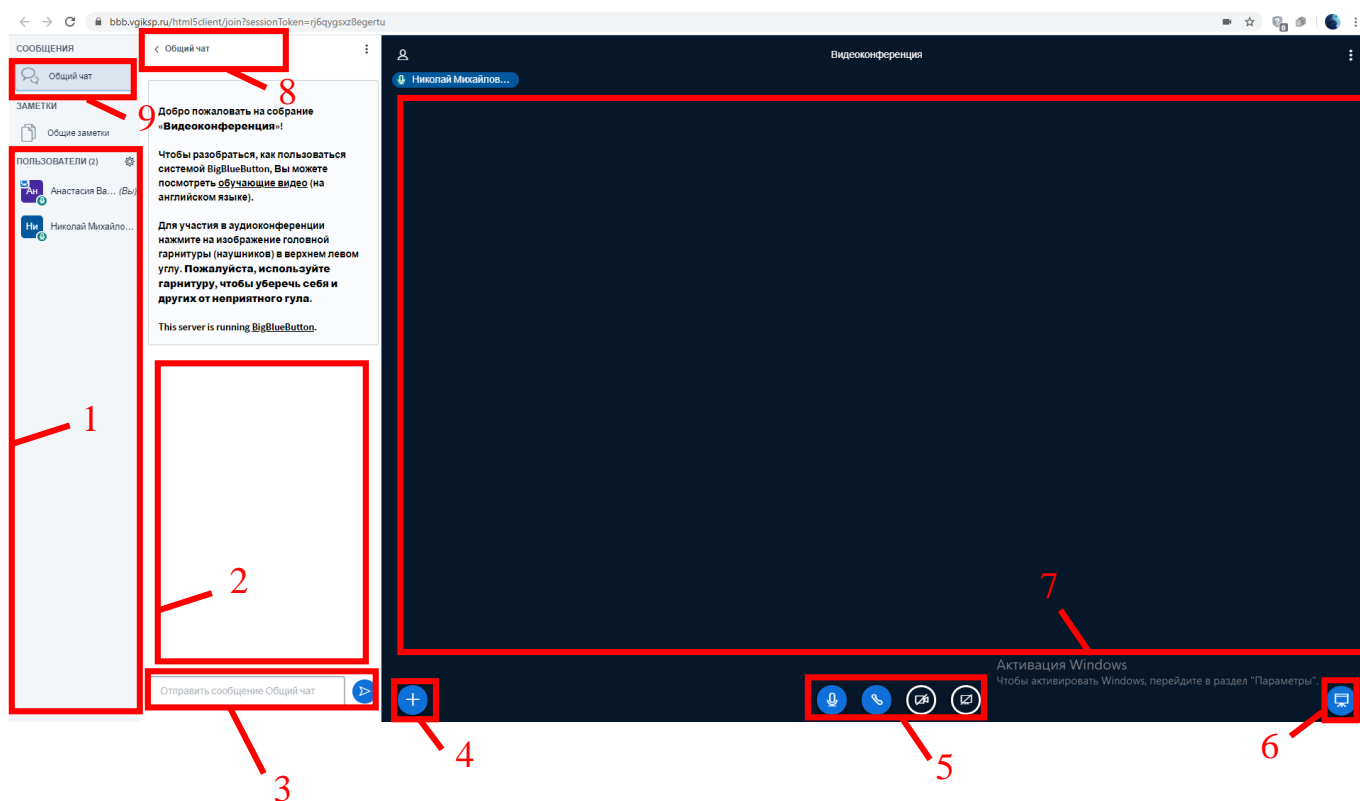 bbb.vgiksp.ru/html5client/join?sessionToken=rj6qygsxz8egertu
СООБЩЕНИЯ
Общий чат
9
ЗАМЕТКИ
Общие заметки
ПОЛЬЗОВАТЕЛИ (2)
Ан Анастасия Ва... (Вы)
Ни Николай Михайло...
1
Общий чат
8
Добро пожаловать на собрание
«Видеоконференция»!
Чтобы разобраться, как пользоваться
системой BigBlueButton, Вы можете
посмотреть обучающие видео (на
английском языке).
Для участия в аудиоконференции
нажмите на изображение головной
гарнитуры (наушников) в верхнем левом
углу. Пожалуйста, используйте
гарнитуру, чтобы уберечь себя и
других от неприятного гула.
This server is running BigBlueButton.
2
Отправить сообщение Общий чат
3
Видеоконференция
Николай Михайлов...
7
Активация Windows
Чтобы активировать Windows, перейдите в раздел "Параметры".
4
5
6